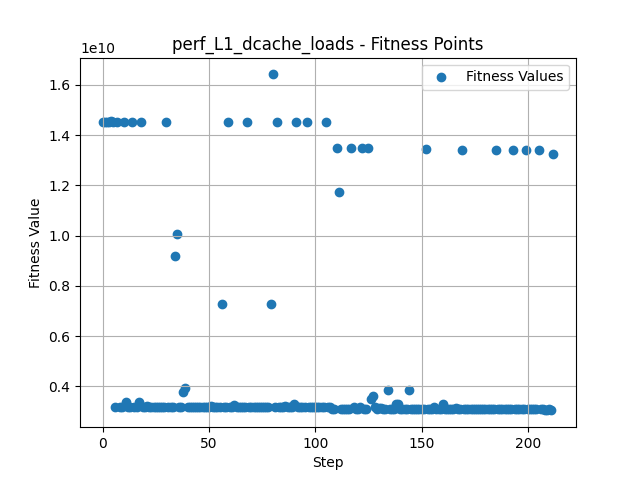 perf_L1_dcache_loads - Fitness Points
1e10
Fitness Values
1.6
1.4
1.2
1.0
0.8
0.6
0.4
Fitness Value
0 50 100 150 200
Step